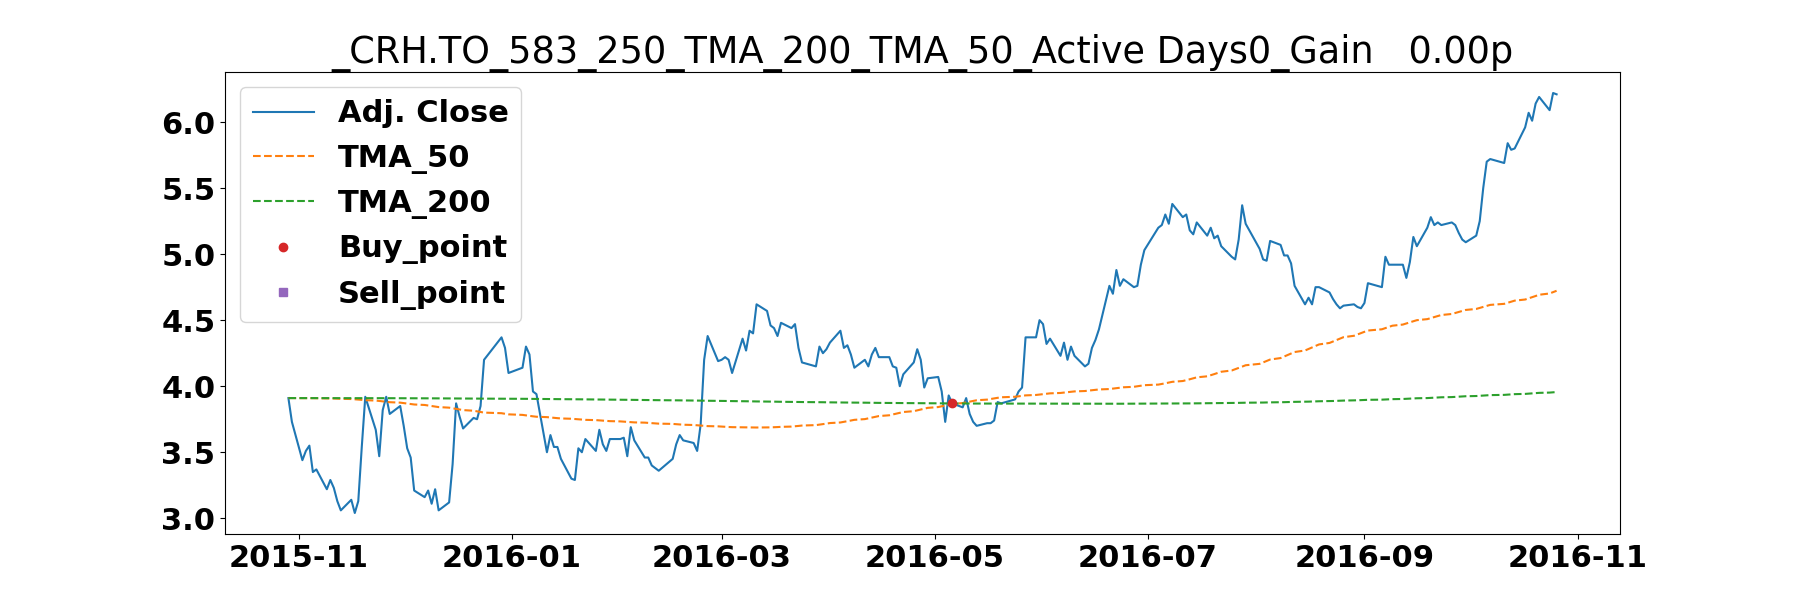 _CRH.TO_583_250_TMA_200_TMA_50_Active Days0_Gain   0.00p
Adj. Close
TMA_50
TMA_200
Buy_point
Sell_point
6.0
5.5
5.0
4.5
4.0
3.5
3.0
2015-11 2016-01 2016-03 2016-05 2016-07 2016-09 2016-11